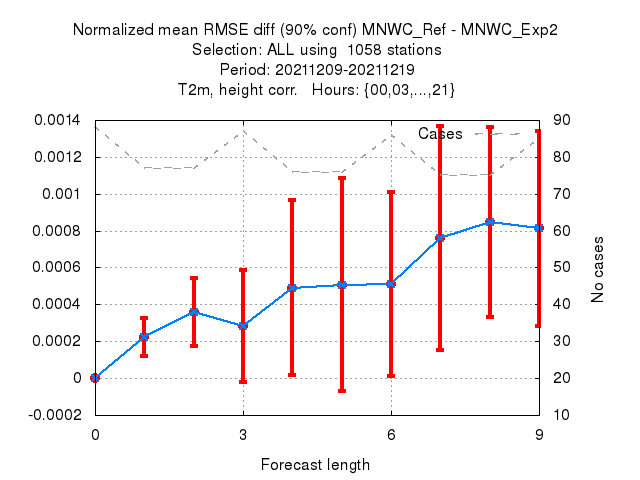 Normalized mean RMSE diff (90% conf) MNWC_Ref - MNWC_Exp2
Selection: ALL using  1058 stations
Period: 20211209-20211219
T2m, height corr.   Hours: {00,03,...,21}
0.0014
0.0012
0.001
0.0008
0.0006
0.0004
0.0002
0
-0.0002
Cases
90
80
70
60
50
40
30
20
10
No cases
0 3 6 9
Forecast length